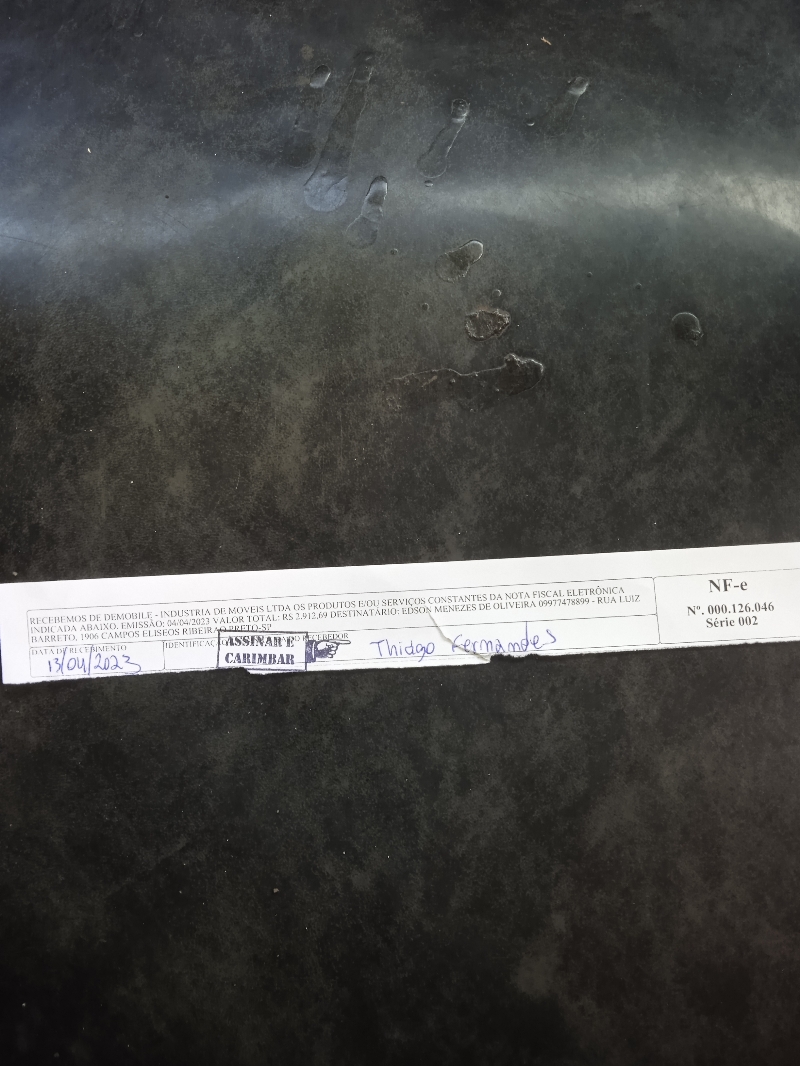 RECEBEMOS DE DEMOBILE - INDUSTRIA DE MOVEIS LTDA OS PRODUTOS E/OU SERVIÇOS CONSTANTES DA NOTA FISCAL ELETRÔNICA
INDICADA ABAIXO. EMISSÃO: 04/04/2023 VALOR TOTAL: R$ 2.912,69 DESTINATÁRIO: EDSON MENEZES DE OLIVEIRA 09977478899 - RUA LUIZ
BARRETO, 1906 CAMPOS ELISEOS RIBEIRAO PRETO-SP
NF-e
Nº. 000.126.046
Série 002
DATA DE RECEBIMENTO
13/04/2023
IDENTIFICAÇÃO RECEBEDOR
ASSINAR E
CARIMBAR
Thiago Fernandes